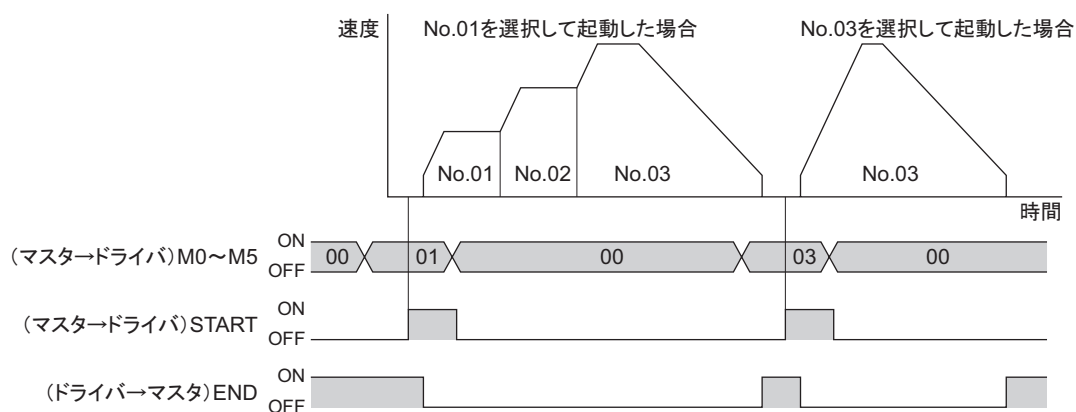 速度
No.01を選択して起動した場合
No.03を選択して起動した場合
No.01
No.02
No.03
No.03
時間
(マスタ→ドライバ)M0~M5
ON
OFF
00
01
00
03
00
(マスタ→ドライバ)START
ON
OFF
(ドライバ→マスタ)END
ON
OFF